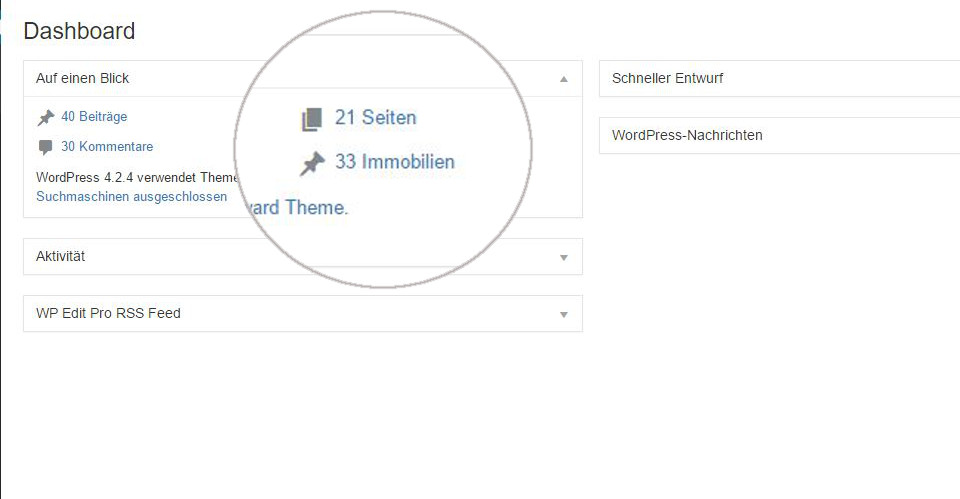 Dashboard
Auf einen Blick
40 Beiträge
21 Seiten
30 Kommentare
33 Immobilien
WordPress 4.2.4 verwendet Theme
Theme.
Suchmaschinen ausgeschlossen
Aktivität
WP Edit Pro RSS Feed
Schneller Entwurf
WordPress-Nachrichten